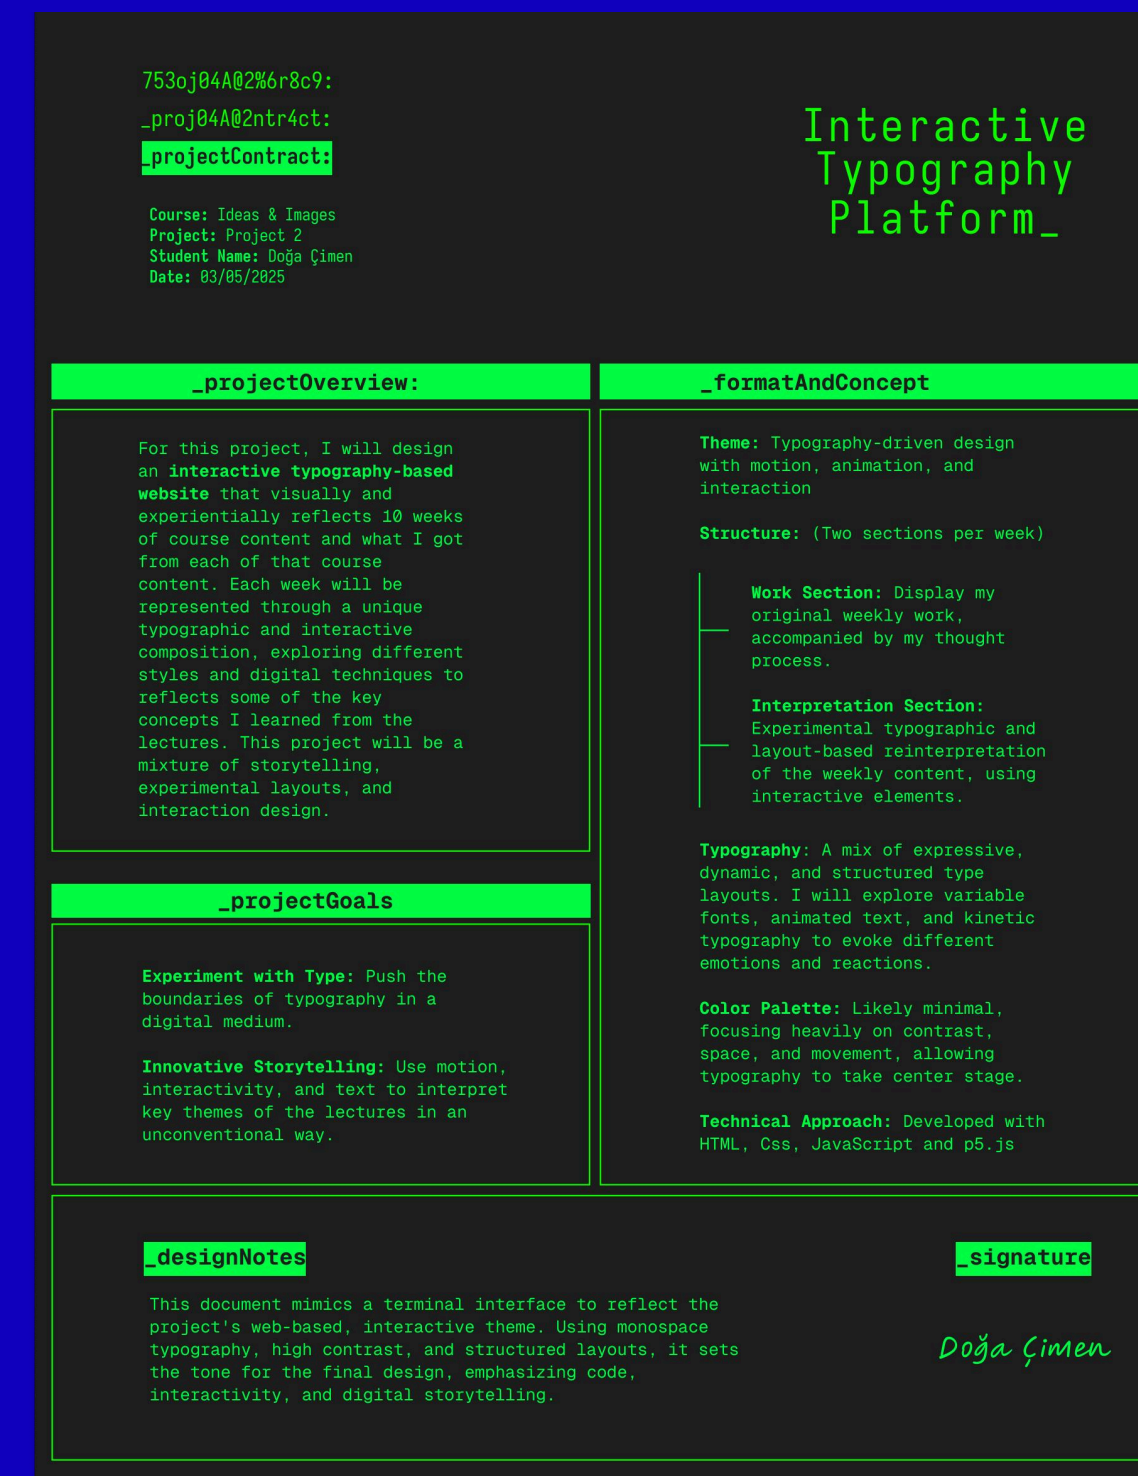 753oj04A@2%6r8c9:
_proj04A@2ntr4ct:
_projectContract:
Course: Ideas & Images
Project: Project 2
Student Name: Doğa Çimen
Date: 03/05/2025
Interactive
Typography
Platform_
_projectOverview:
For this project, I will design
an interactive typography-based
website that visually and
experientially reflects 10 weeks
of course content and what I got
from each of that course
content. Each week will be
represented through a unique
typographic and interactive
composition, exploring different
styles and digital techniques to
reflects some of the key
concepts I learned from the
lectures. This project will be a
mixture of storytelling,
experimental layouts, and
interaction design.
_projectGoals
Experiment with Type: Push the
boundaries of typography in a
digital medium.
Innovative Storytelling: Use motion,
interactivity, and text to interpret
key themes of the lectures in an
unconventional way.
_formatAndConcept
Theme: Typography-driven design
with motion, animation, and
interaction
Structure: (Two sections per week)
Work Section: Display my
original weekly work,
accompanied by my thought
process.
Interpretation Section:
Experimental typographic and
layout-based reinterpretation
of the weekly content, using
interactive elements.
Typography: A mix of expressive,
dynamic, and structured type
layouts. I will explore variable
fonts, animated text, and kinetic
typography to evoke different
emotions and reactions.
Color Palette: Likely minimal,
focusing heavily on contrast,
space, and movement, allowing
typography to take center stage.
Technical Approach: Developed with
HTML, Css, JavaScript and p5.js
_designNotes
This document mimics a terminal interface to reflect the
project's web-based, interactive theme. Using monospace
typography, high contrast, and structured layouts, it sets
the tone for the final design, emphasizing code,
interactivity, and digital storytelling.
_signature
Doğa Çimen